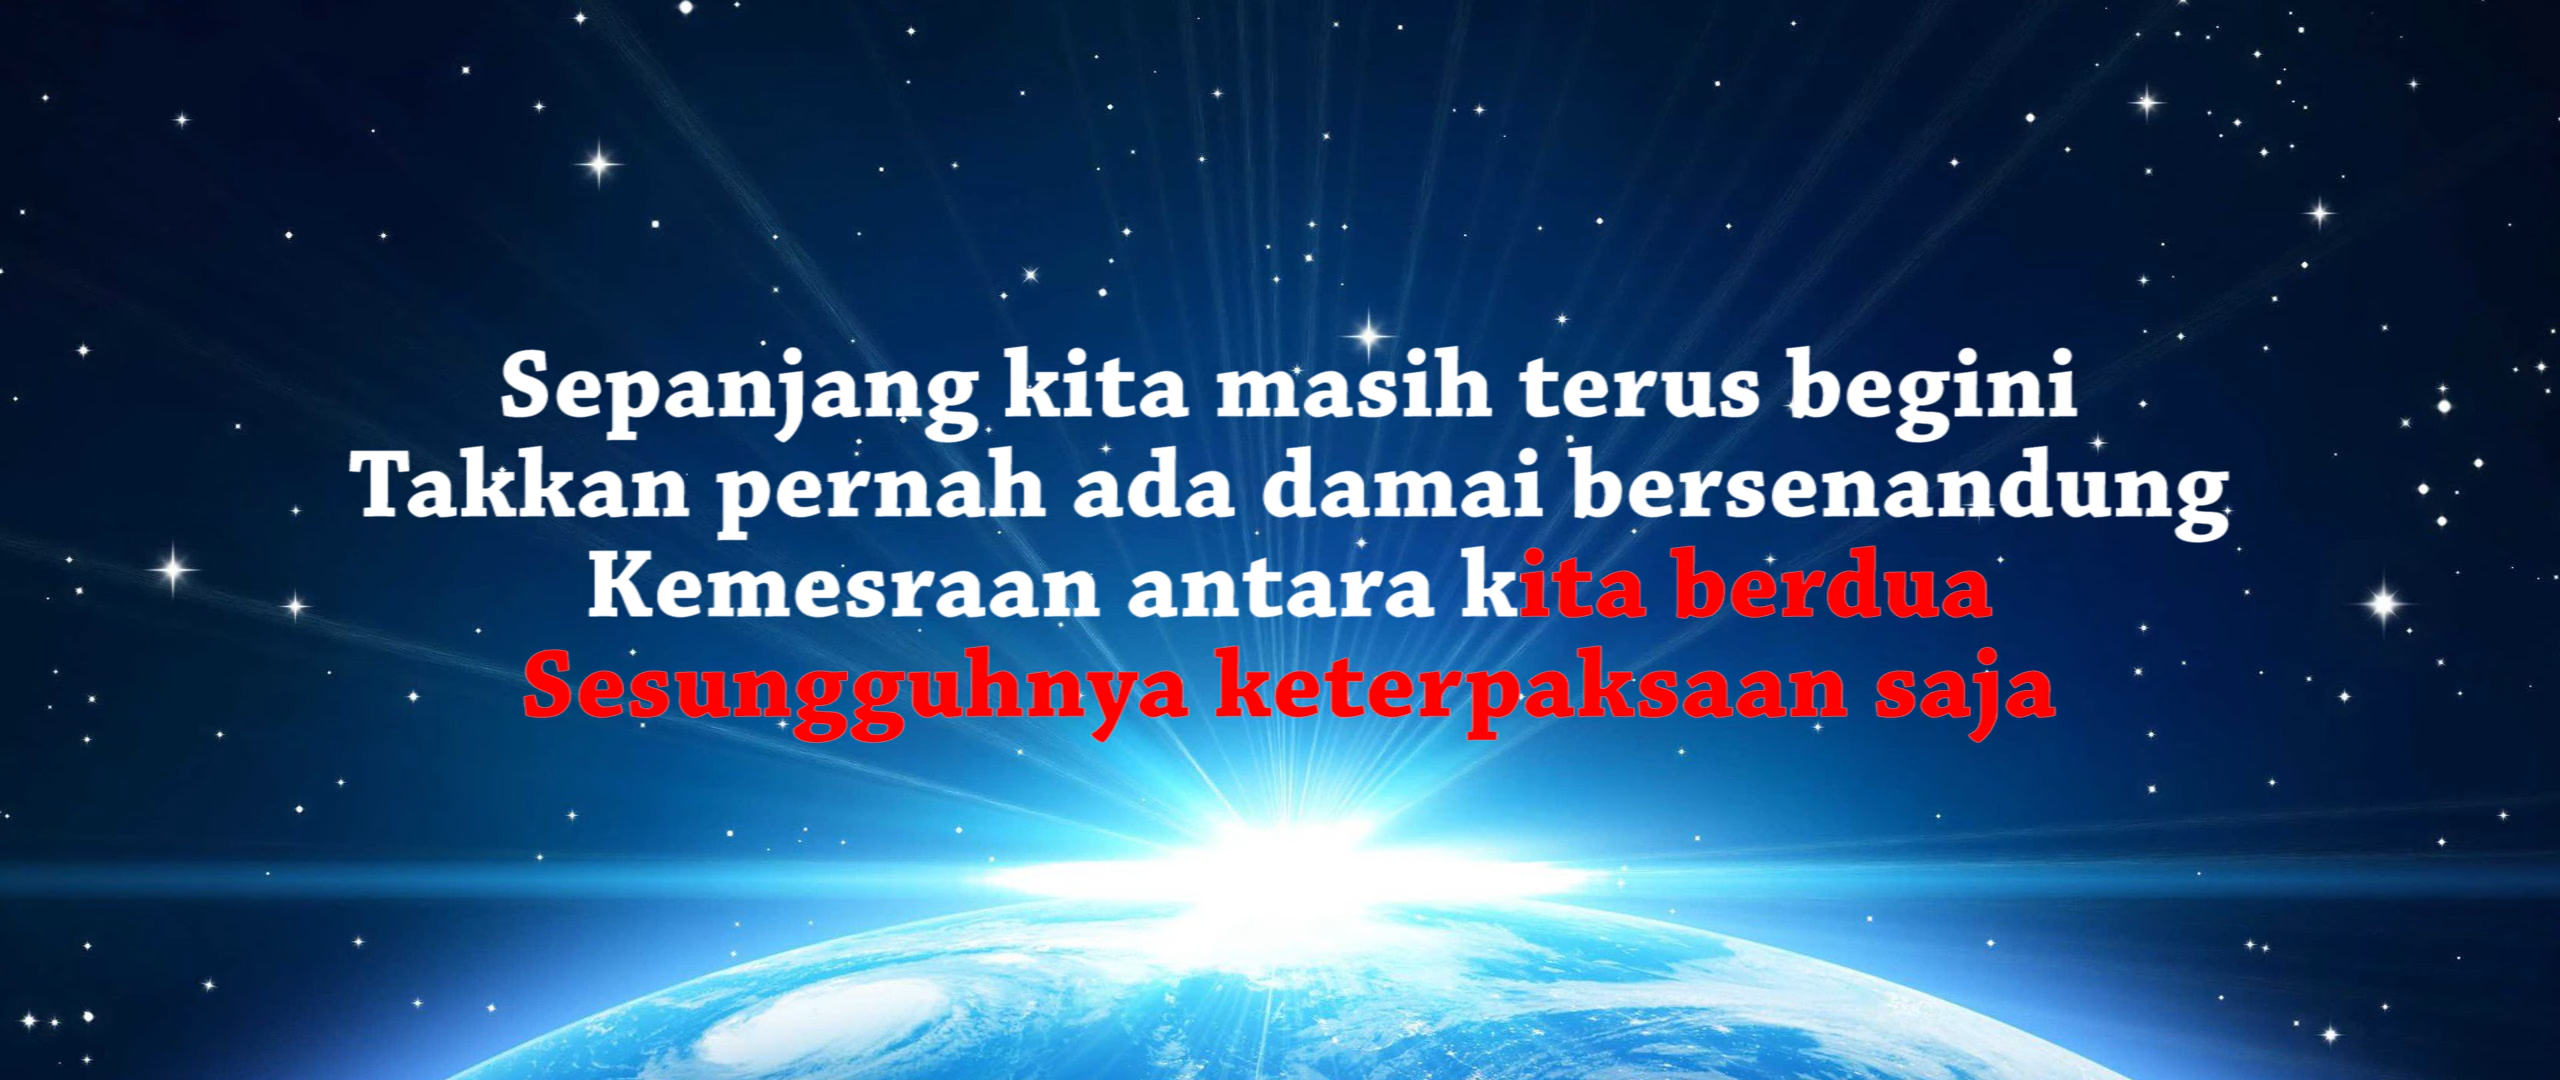 Sepanjang kita masih terus begini
Takkan pernah ada damai bersenandung
Kemesraan antara kita berdua
Sesungguhnya keterpaksaan saja